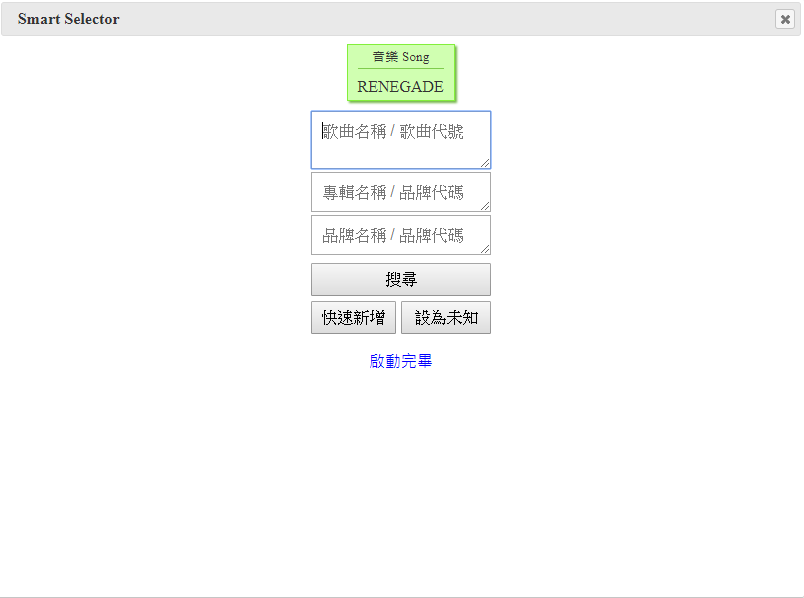 Smart Selector
音樂 Song
RENEGADE
歌曲名稱 / 歌曲代號
專輯名稱 / 品牌代碼
品牌名稱 / 品牌代碼
搜尋
快速新增 設為未知
啟動完畢